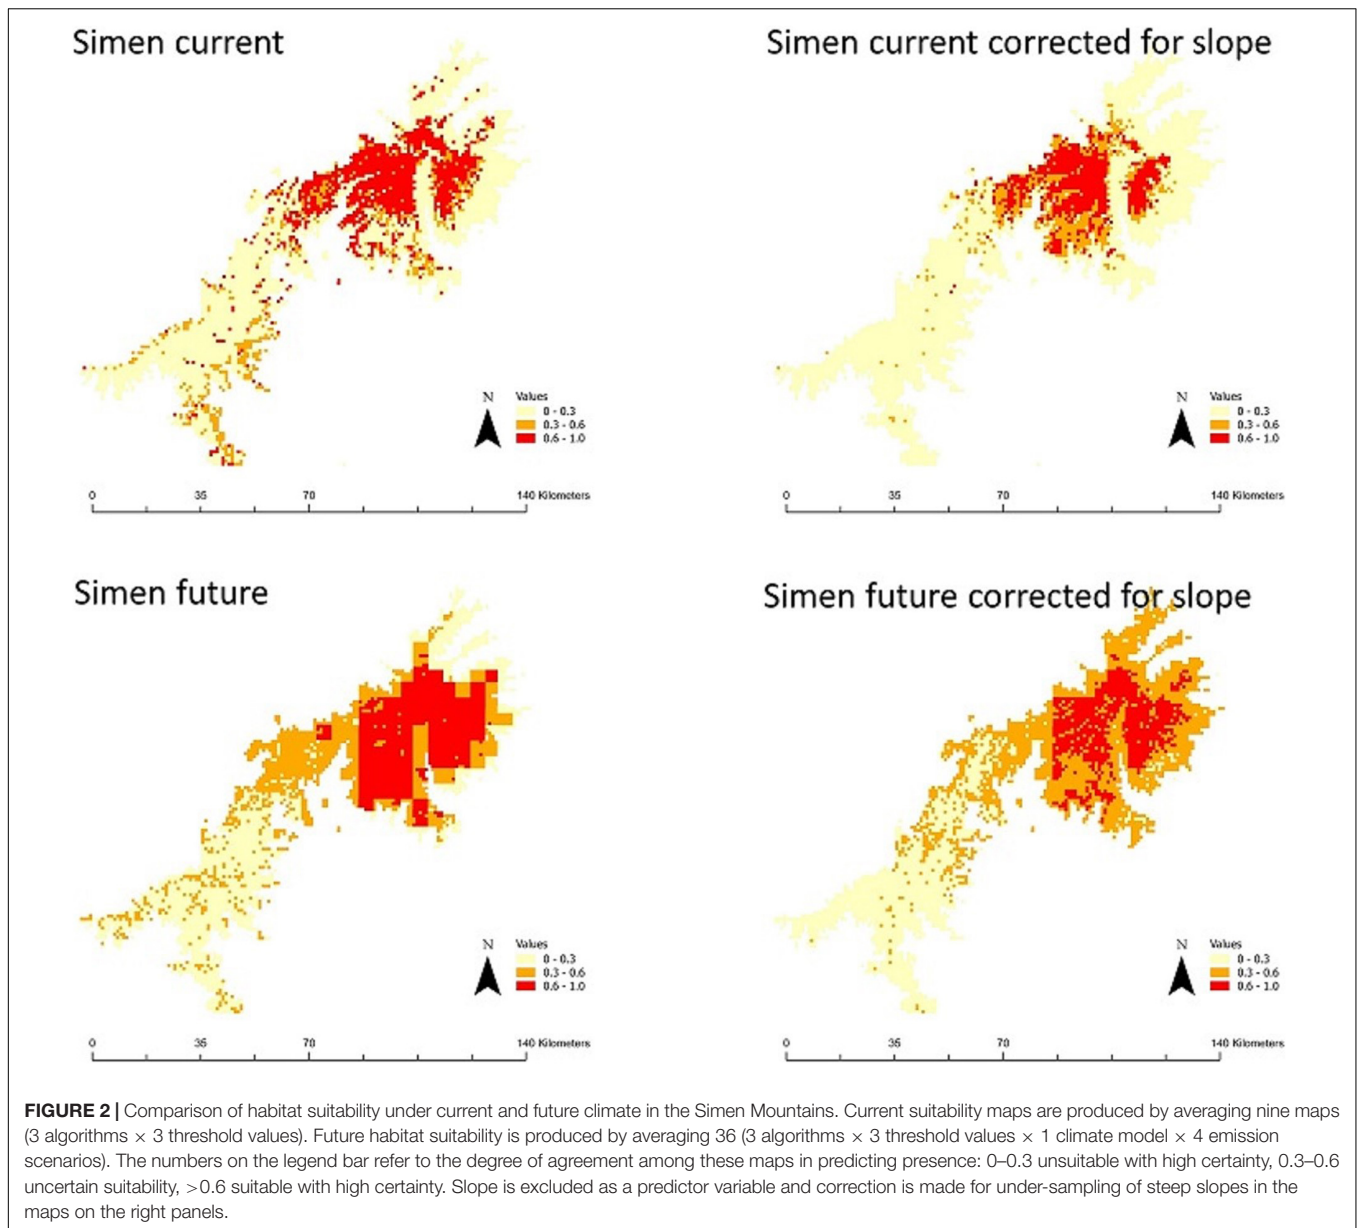 Simen current
Simen current corrected for slope
N
Values
0 - 0.3
0.3 - 0.6
0.6 - 1.0
0 35 70 140 Kilometers
N
Values
0 - 0.3
0.3 - 0.6
0.6 - 1.0
0 35 70 140 Kilometers
Simen future
Simen future corrected for slope
N
Values
0 - 0.3
0.3 - 0.6
0.6 - 1.0
0 35 70 140 Kilometers
N
Values
0 - 0.3
0.3 - 0.6
0.6 - 1.0
0 35 70 140 Kilometers
FIGURE 2 | Comparison of habitat suitability under current and future climate in the Simen Mountains. Current suitability maps are produced by averaging nine maps
(3 algorithms × 3 threshold values). Future habitat suitability is produced by averaging 36 (3 algorithms × 3 threshold values × 1 climate model × 4 emission
scenarios). The numbers on the legend bar refer to the degree of agreement among these maps in predicting presence: 0–0.3 unsuitable with high certainty, 0.3–0.6
uncertain suitability, >0.6 suitable with high certainty. Slope is excluded as a predictor variable and correction is made for under-sampling of steep slopes in the
maps on the right panels.